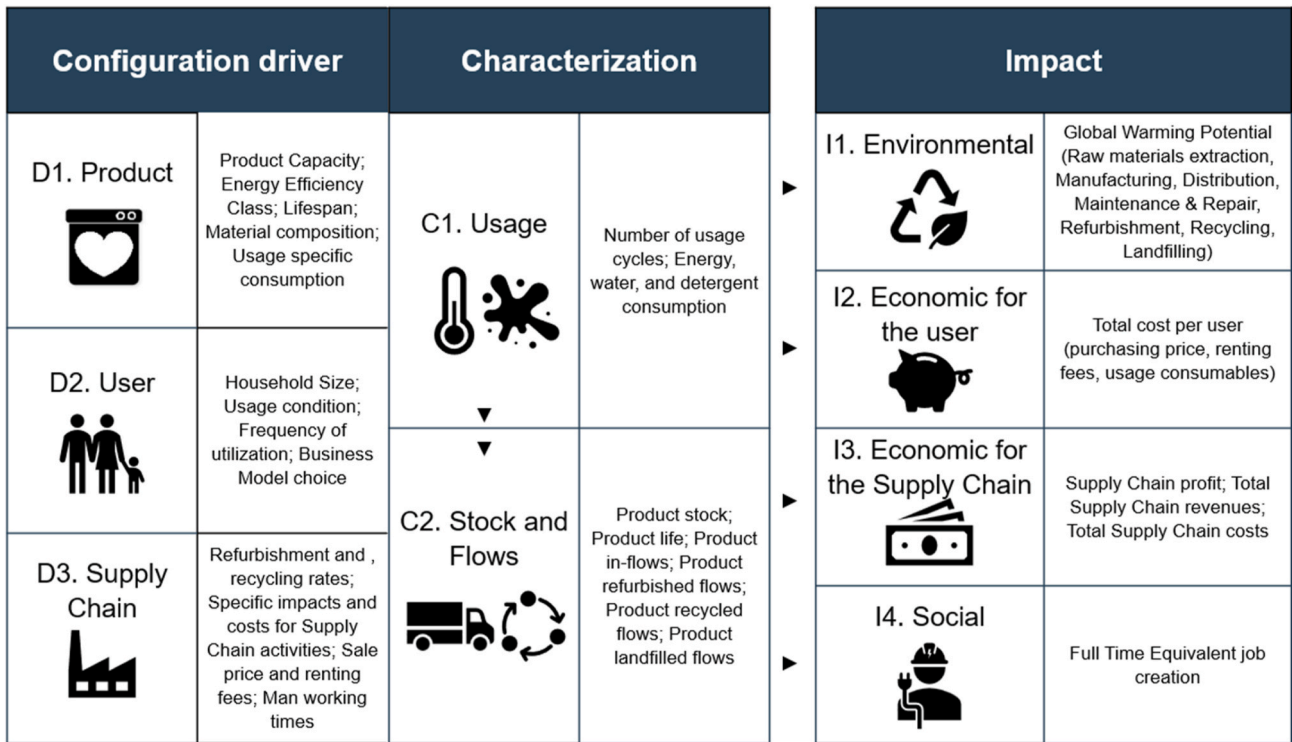 Configuration driver
Characterization
Impact
D1. Product
Product Capacity;
Energy Efficiency
Class; Lifespan;
Material composition;
Usage specific
consumption
D2. User
Household Size;
Usage condition;
Frequency of
utilization; Business
Model choice
D3. Supply
Chain
Refurbishment and ,
recycling rates;
Specific impacts and
costs for Supply
Chain activities; Sale
price and renting
fees; Man working
times
C1. Usage
Number of usage
cycles; Energy,
water, and detergent
consumption
C2. Stock and
Flows
Product stock;
Product life; Product
in-flows; Product
refurbished flows;
Product recycled
flows; Product
landfilled flows
I1. Environmental
Global Warming Potential
(Raw materials extraction,
Manufacturing, Distribution,
Maintenance & Repair,
Refurbishment, Recycling,
Landfilling)
I2. Economic for
the user
Total cost per user
(purchasing price, renting
fees, usage consumables)
I3. Economic for
the Supply Chain
Supply Chain profit; Total
Supply Chain revenues;
Total Supply Chain costs
I4. Social
Full Time Equivalent job
creation